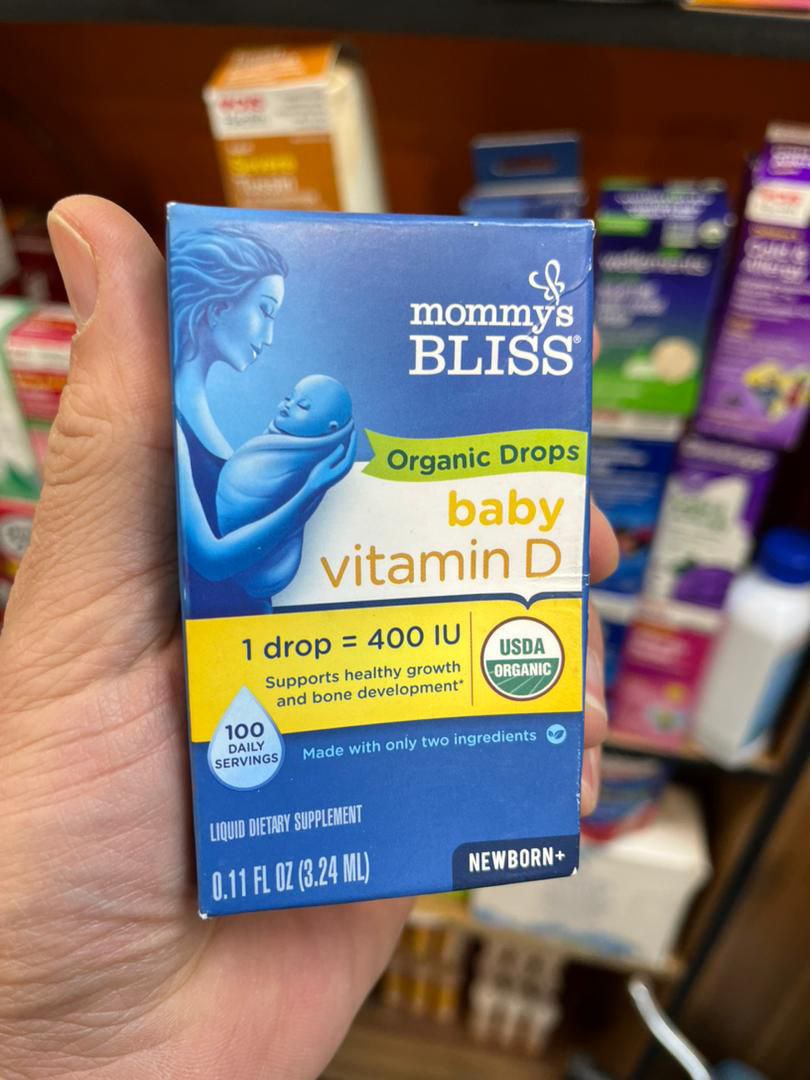 mommy's
BLISS®
Organic Drops
baby
vitamin D
1 drop = 400 IU
Supports healthy growth
and bone development*
USDA
ORGANIC
100
DAILY
SERVINGS
Made with only two ingredients
LIQUID DIETARY SUPPLEMENT
0.11 FL OZ (3.24 ML)
NEWBORN+